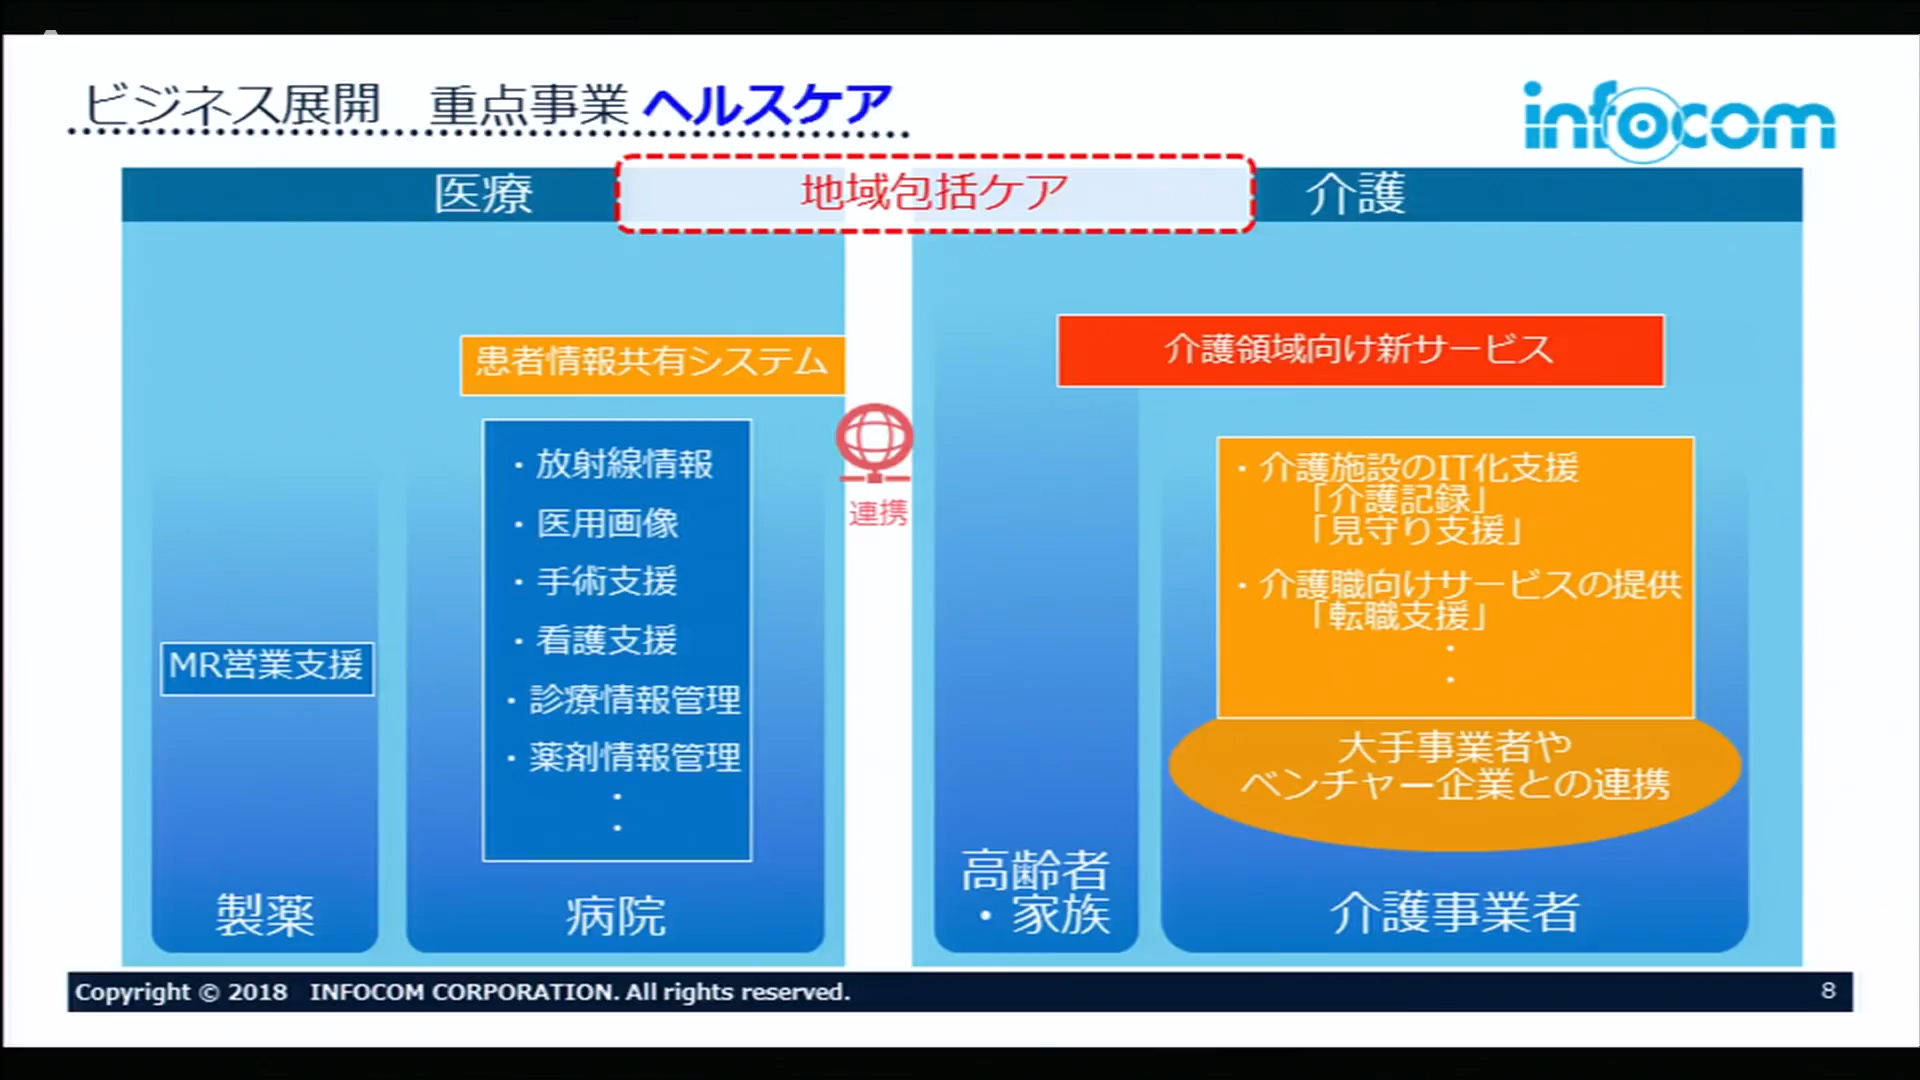 ビジネス展開　重点事業 ヘルスケア
infocom
医療
地域包括ケア
介護
患者情報共有システム
・放射線情報
・医用画像
・手術支援
・看護支援
・診療情報管理
・薬剤情報管理
・
・
MR営業支援
製薬
病院
連携
介護領域向け新サービス
・介護施設のIT化支援
「介護記録」
「見守り支援」
・介護職向けサービスの提供
「転職支援」
・
・
大手事業者や
ベンチャー企業との連携
高齢者
・家族
介護事業者
Copyright © 2018　INFOCOM CORPORATION. All rights reserved.
8